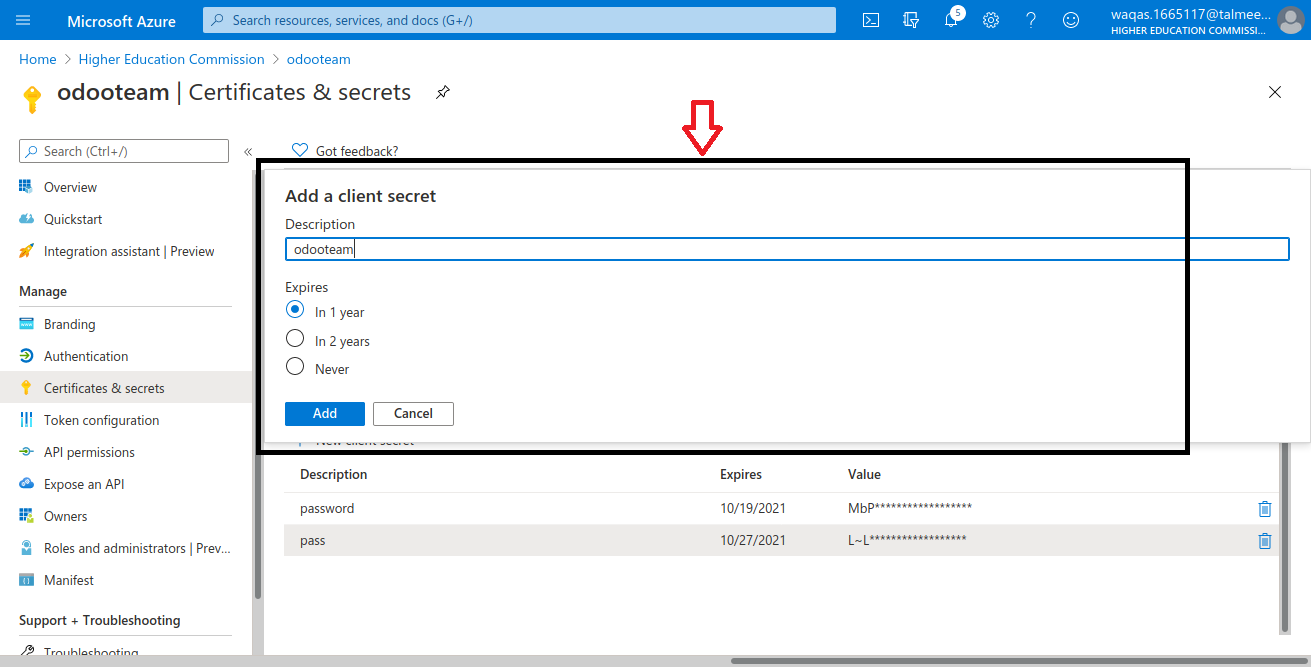 Microsoft Azure
Search resources, services, and docs (G+/)
5
waqas.1665117@talmee...
HIGHER EDUCATION COMMISSI...
Home > Higher Education Commission > odooteam
odooteam | Certificates & secrets
Search (Ctrl+/)
«
Got feedback?
Overview
Quickstart
Integration assistant | Preview
Manage
Branding
Authentication
Certificates & secrets
Token configuration
API permissions
Expose an API
Owners
Roles and administrators | Prev...
Manifest
Support + Troubleshooting
Troubleshooting
Add a client secret
Description
odooteam
Expires
In 1 year
In 2 years
Never
Add Cancel
New client secret
Description Expires Value
password 10/19/2021 MbP******************
pass 10/27/2021 L~L******************